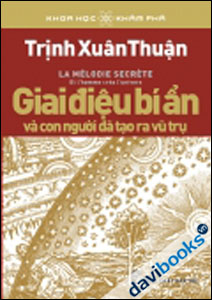 KHOA HỌC KHÁM PHÁ
Trịnh Xuân Thuận
LA MÉLODIE SECRÈTE
Et l'homme créa l'univers
Giai điệu bí ẩn
và con người đã tạo ra vũ trụ
davibooks.vn